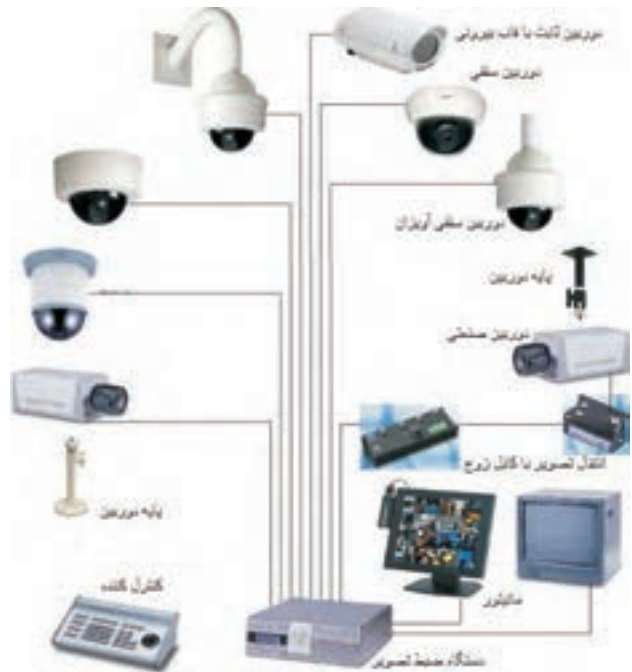 دوربین ثابت با قاب بیرونی
دوربین سقفی
دوربین سقفی آویزان
پایه دوربین
دوربین صنعتی
انتقال تصویر با کابل زوج
پایه دوربین
کنترل کننده
مانیتور
دستگاه ضبط تصویر